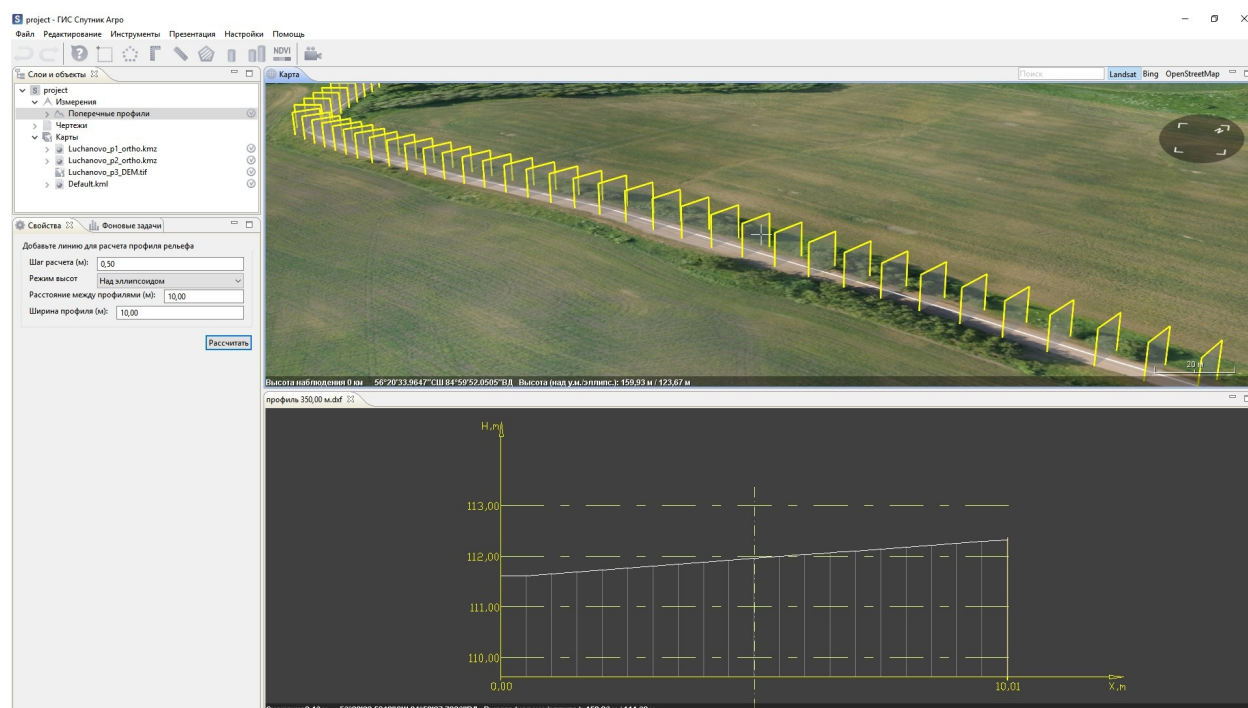 S project - ГИС Спутник Агро
Файл Редактирование Инструменты Презентация Настройки Помощь
NDVI
Слои и объекты
Карта
Поиск
Landsat Bing OpenStreetMap
S project
Измерения
Поперечные профили
Чертежи
Карты
Luchanovo_p1_ortho.kmz
Luchanovo_p2_ortho.kmz
Luchanovo_p3_DEM.tif
Default.kml
N
20 m
Высота наблюдения 0 км 56°20'33.9647"СШ 84°59'52.0505"ВД Высота (над у.м./эллипс.): 159,93 м / 123,67 м
Свойства Фоновые задачи
Добавьте линию для расчета профиля рельефа
Шаг расчета (м): 0,50
Режим высот Над эллипсоидом
Расстояние между профилями (м): 10,00
Ширина профиля (м): 10,00
Рассчитать
профиль 350,00 м.dxf
H,m
113,00
112,00
111,00
110,00
0,00 10,01 X,m